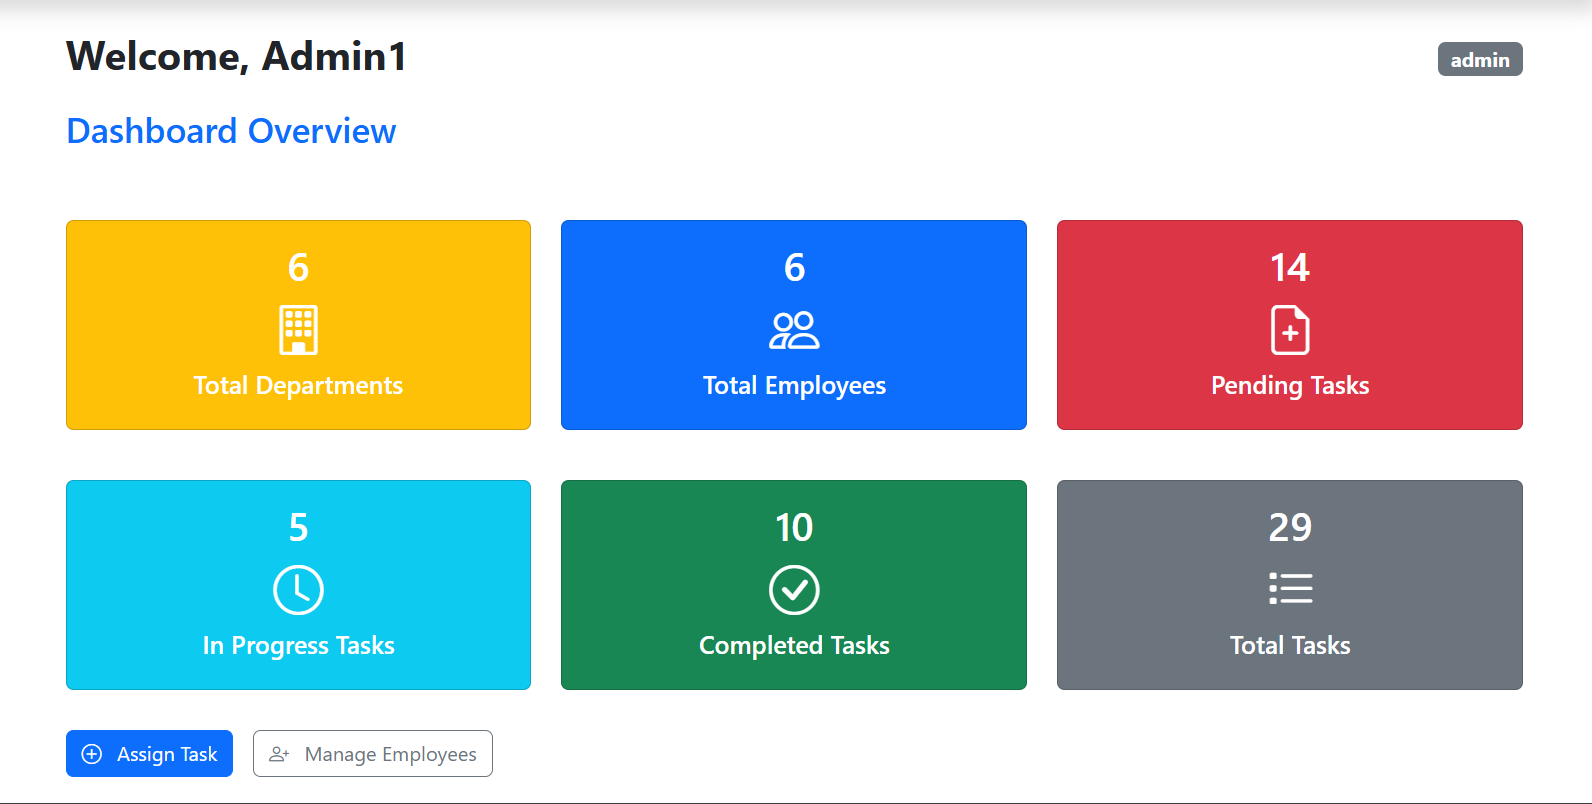 Welcome, Admin1
admin
Dashboard Overview
6
Total Departments
6
Total Employees
14
Pending Tasks
5
In Progress Tasks
10
Completed Tasks
29
Total Tasks
Assign Task
Manage Employees